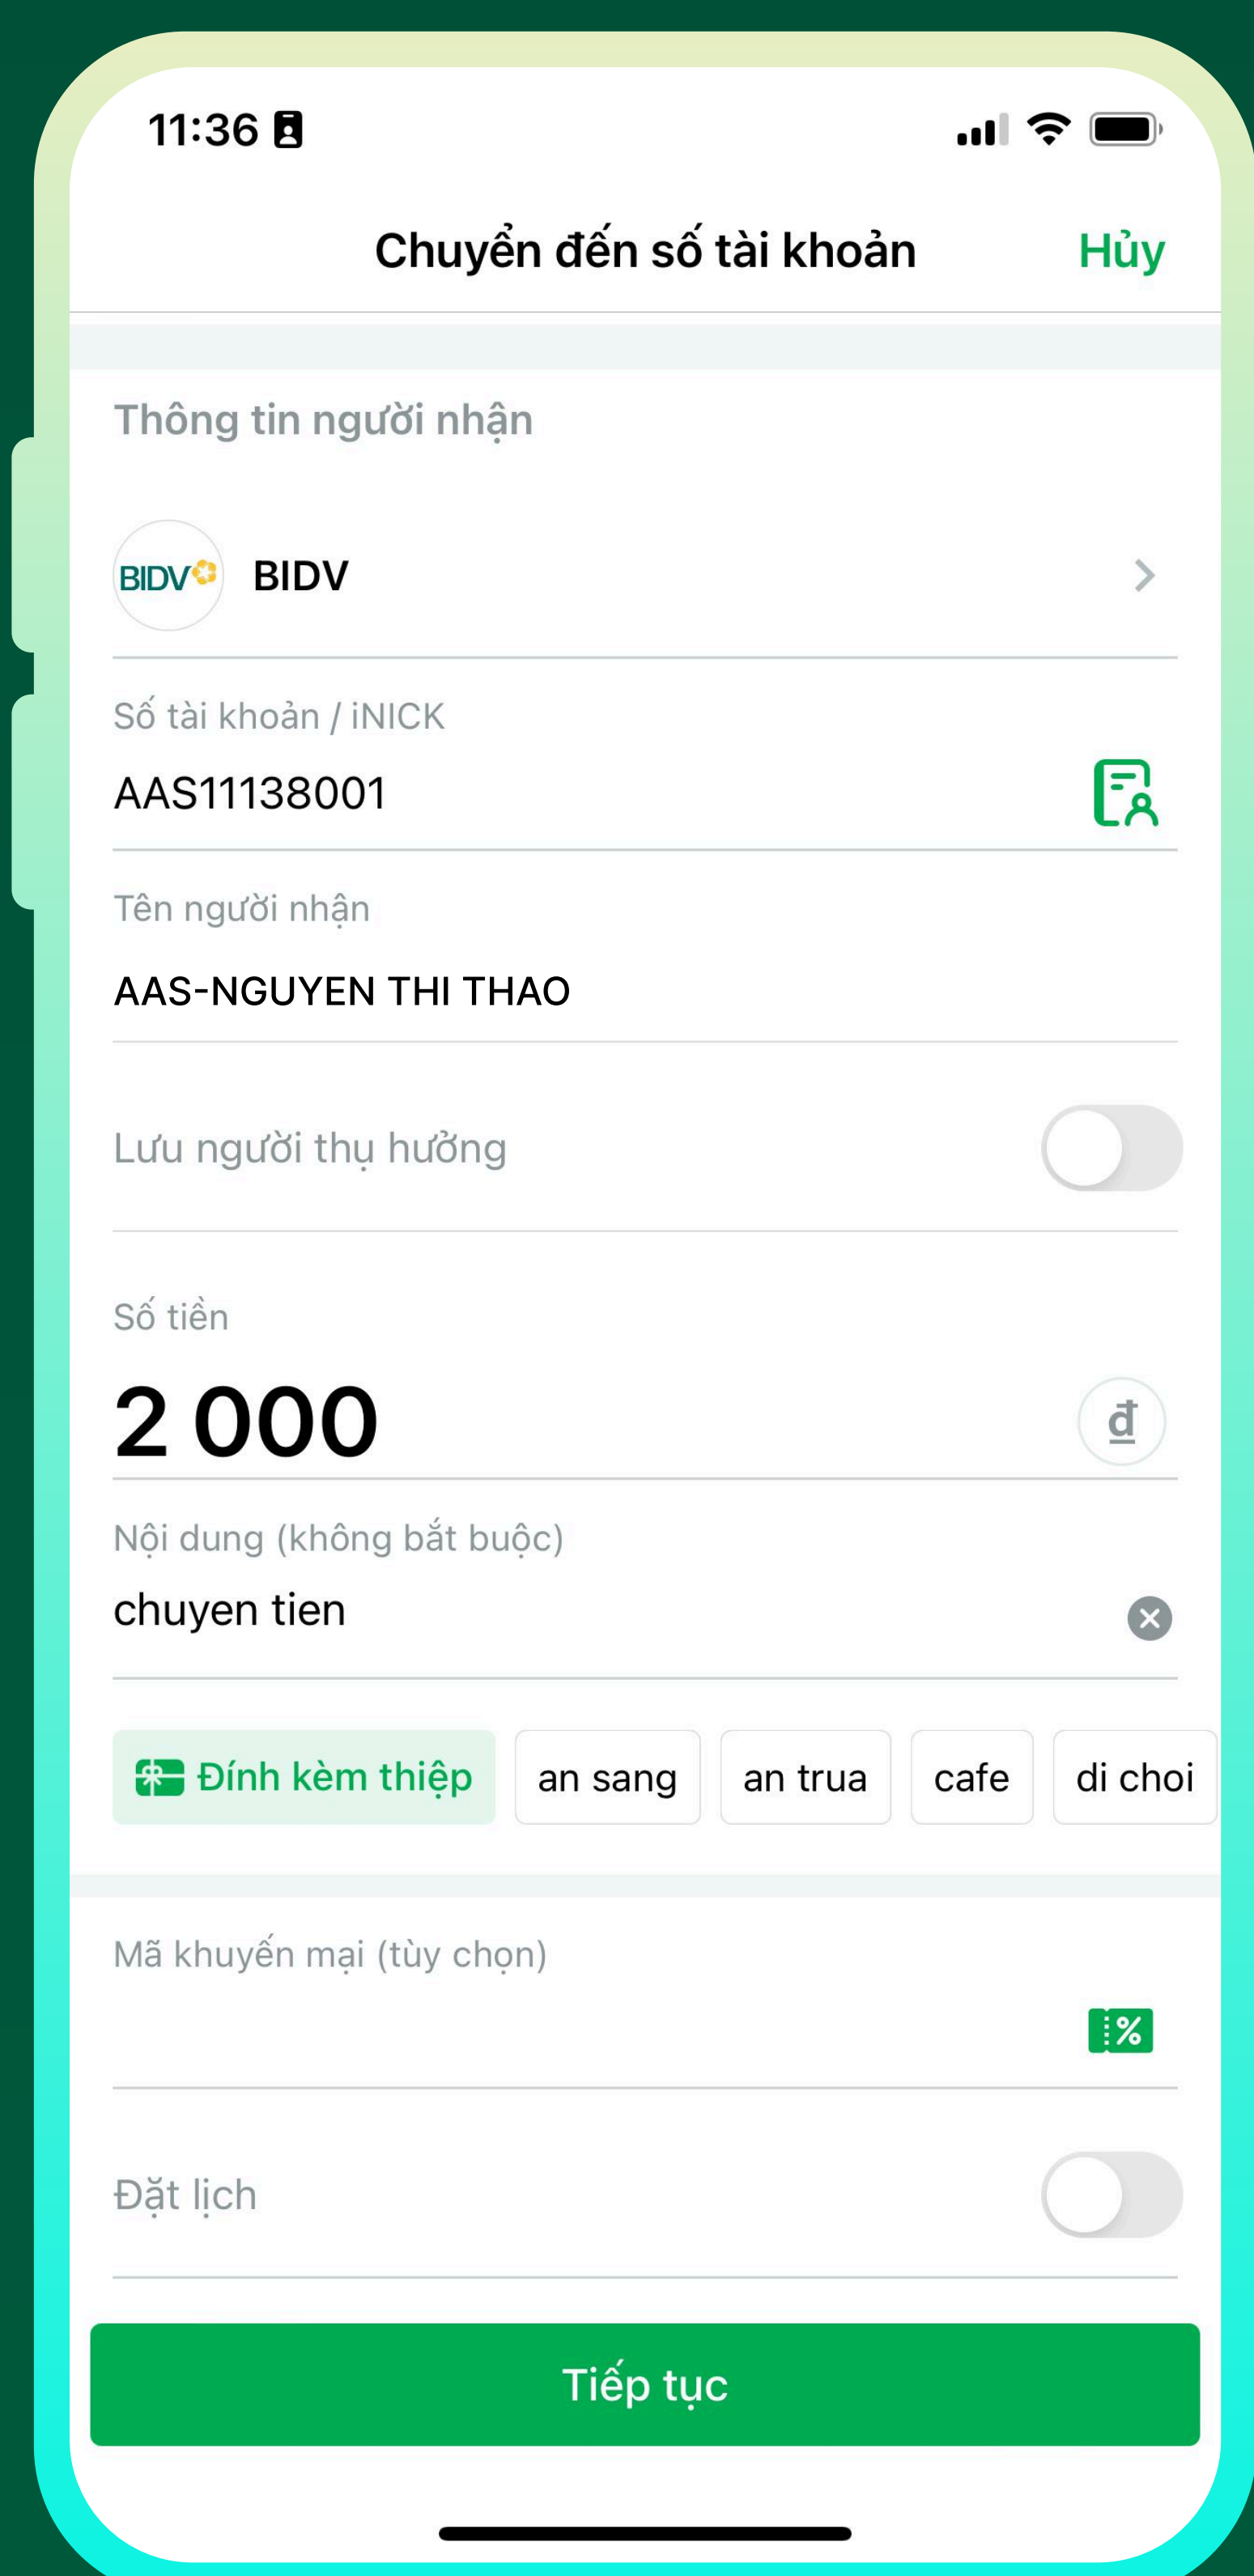 11:36
Chuyển đến số tài khoản
Hủy
Thông tin người nhận
BIDV BIDV
Số tài khoản / iNICK
AAS11138001
Tên người nhận
AAS-NGUYEN THI THAO
Lưu người thụ hưởng
Số tiền
2 000
đ
Nội dung (không bắt buộc)
chuyen tien
Đính kèm thiệp an sang an trua cafe di choi
Mã khuyến mại (tùy chọn)
%
Đặt lịch
Tiếp tục